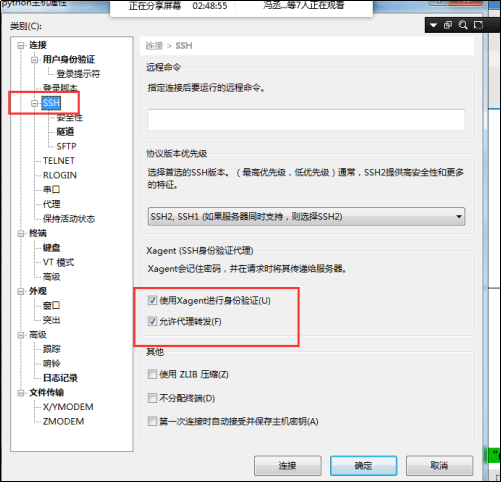 python主机属性
正在分享屏幕 02:48:55 冯丞...等7人正在观看
类别(C):
连接
用户身份验证
登录提示符
登录脚本
SSH
安全性
隧道
SFTP
TELNET
RLOGIN
串口
代理
保持活动状态
终端
键盘
VT 模式
高级
外观
窗口
突出
高级
跟踪
响铃
日志记录
文件传输
X/YMODEM
ZMODEM
连接 > SSH
远程命令
指定连接后要运行的远程命令。
协议版本优先级
选择首选的SSH版本。（最高优先级，低优先级）通常，SSH2提供高安全性和更多
的特征。
SSH2, SSH1 (如果服务器同时支持，则选择SSH2)
Xagent (SSH身份验证代理)
Xagent会记住密码，并在请求时将其传递给服务器。
使用Xagent进行身份验证(U)
允许代理转发(F)
其他
使用 ZLIB 压缩(Z)
不分配终端(D)
第一次连接时自动接受并保存主机密钥(A)
连接
确定
取消